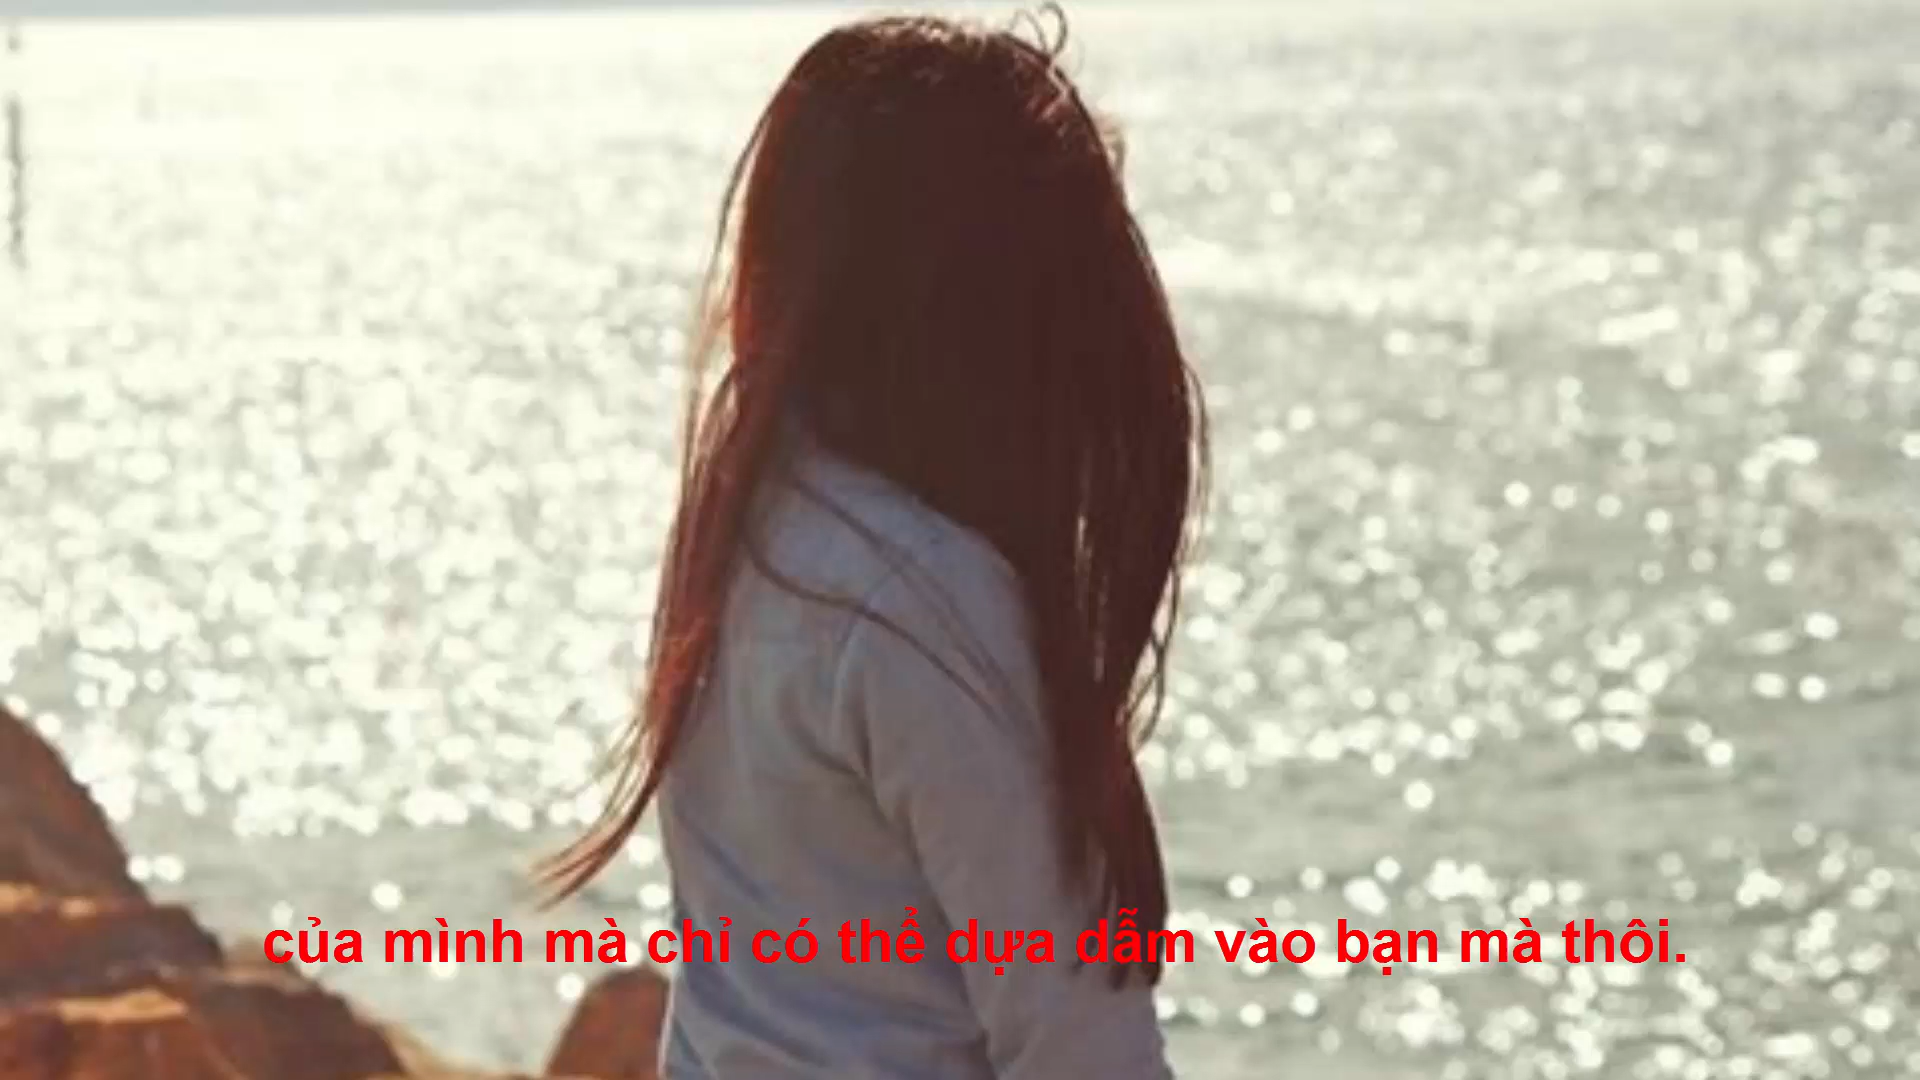 của mình mà chỉ có thể dựa dẫm vào bạn mà thôi.